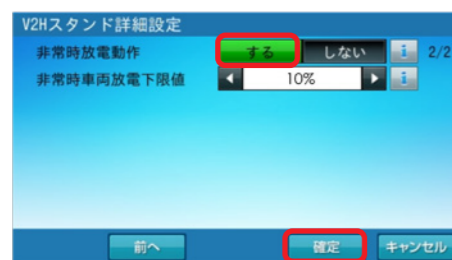 V2Hスタンド詳細設定
非常時放電動作 する しない i 2/2
非常時車両放電下限値 ◀ 10% ▶ i
前へ 確定 キャンセル